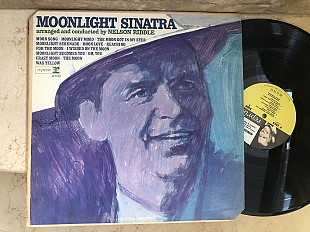 MOONLIGHT SINATRA
arranged and conducted by NELSON RIDDLE
MOON SONG · MOONLIGHT MOOD · THE MOON GOT IN MY EYES
MOONLIGHT SERENADE · MOON LOVE · REACHING
FOR THE MOON · I WISHED ON THE MOON
MOONLIGHT BECOMES YOU · OH, YOU
CRAZY MOON · THE MOON
WAS YELLOW
reprise